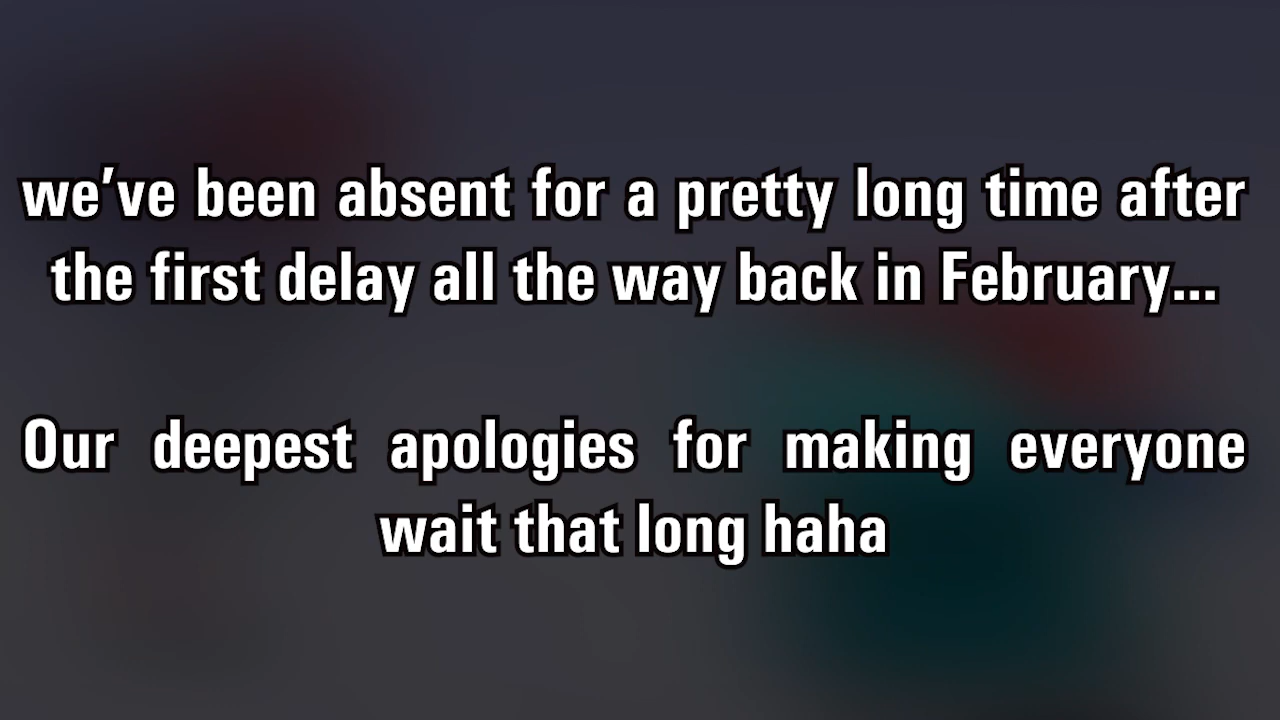 we've been absent for a pretty long time after
the first delay all the way back in February...
Our deepest apologies for making everyone
wait that long haha